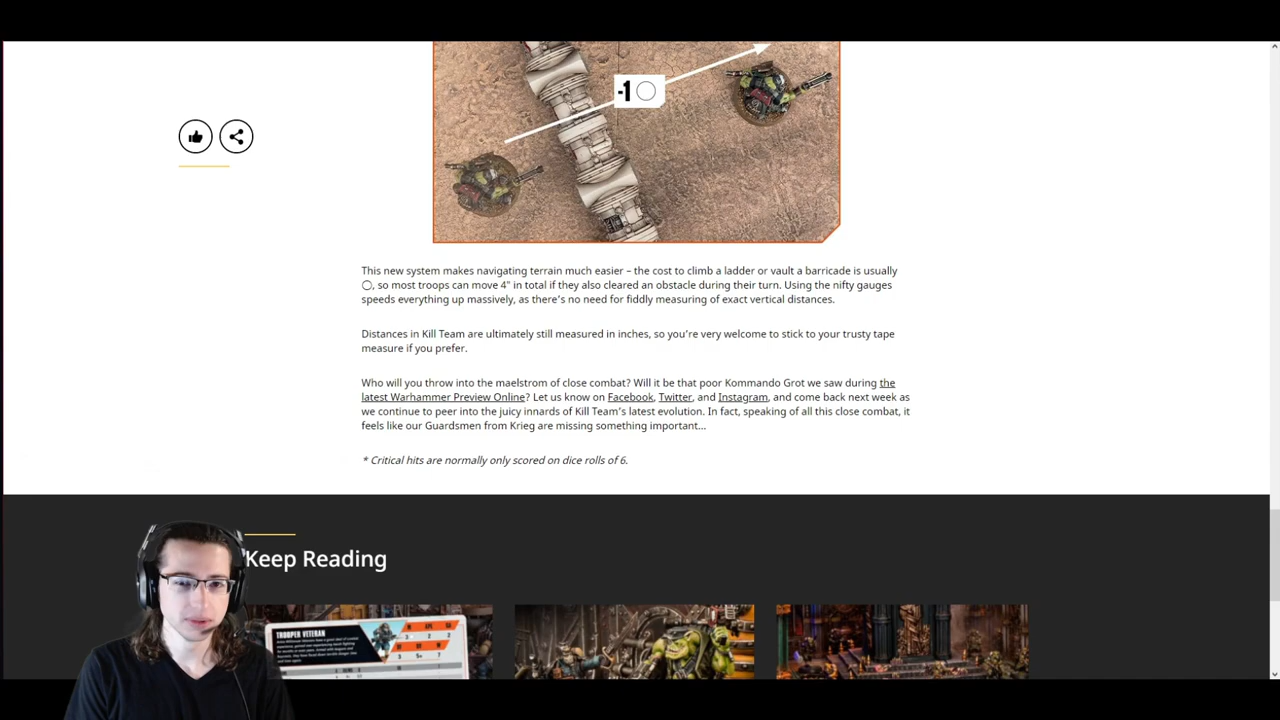 -1
This new system makes navigating terrain much easier – the cost to climb a ladder or vault a barricade is usually
◯, so most troops can move 4" in total if they also cleared an obstacle during their turn. Using the nifty gauges
speeds everything up massively, as there's no need for fiddly measuring of exact vertical distances.
Distances in Kill Team are ultimately still measured in inches, so you're very welcome to stick to your trusty tape
measure if you prefer.
Who will you throw into the maelstrom of close combat? Will it be that poor Kommando Grot we saw during the
latest Warhammer Preview Online? Let us know on Facebook, Twitter, and Instagram, and come back next week as
we continue to peer into the juicy innards of Kill Team's latest evolution. In fact, speaking of all this close combat, it
feels like our Guardsmen from Krieg are missing something important...
* Critical hits are normally only scored on dice rolls of 6.
Keep Reading
TROOPER VETERAN